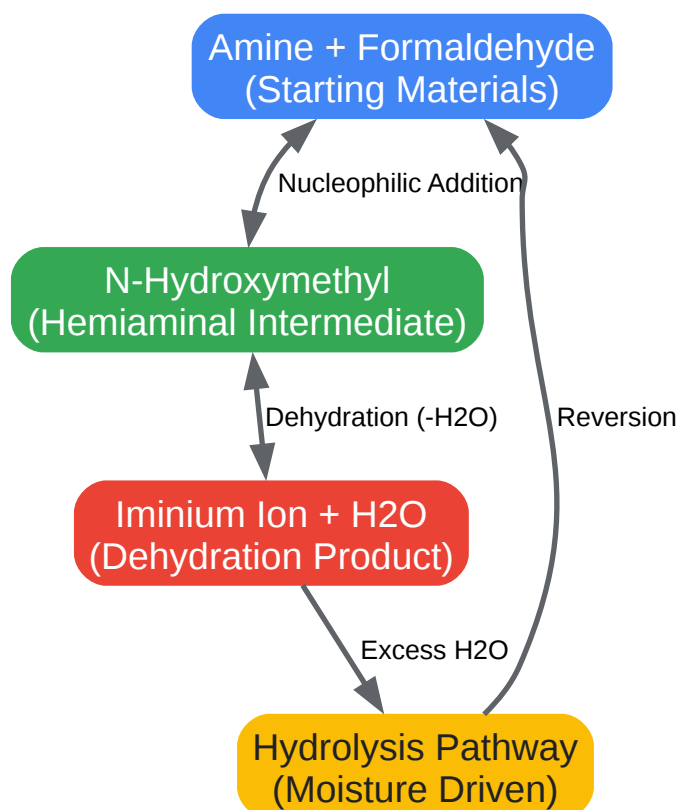 Amine + Formaldehyde
(Starting Materials)
Nucleophilic Addition
N-Hydroxymethyl
(Hemiaminal Intermediate)
Dehydration (-H2O)
Reversion
Iminium Ion + H2O
(Dehydration Product)
Excess H2O
Hydrolysis Pathway
(Moisture Driven)